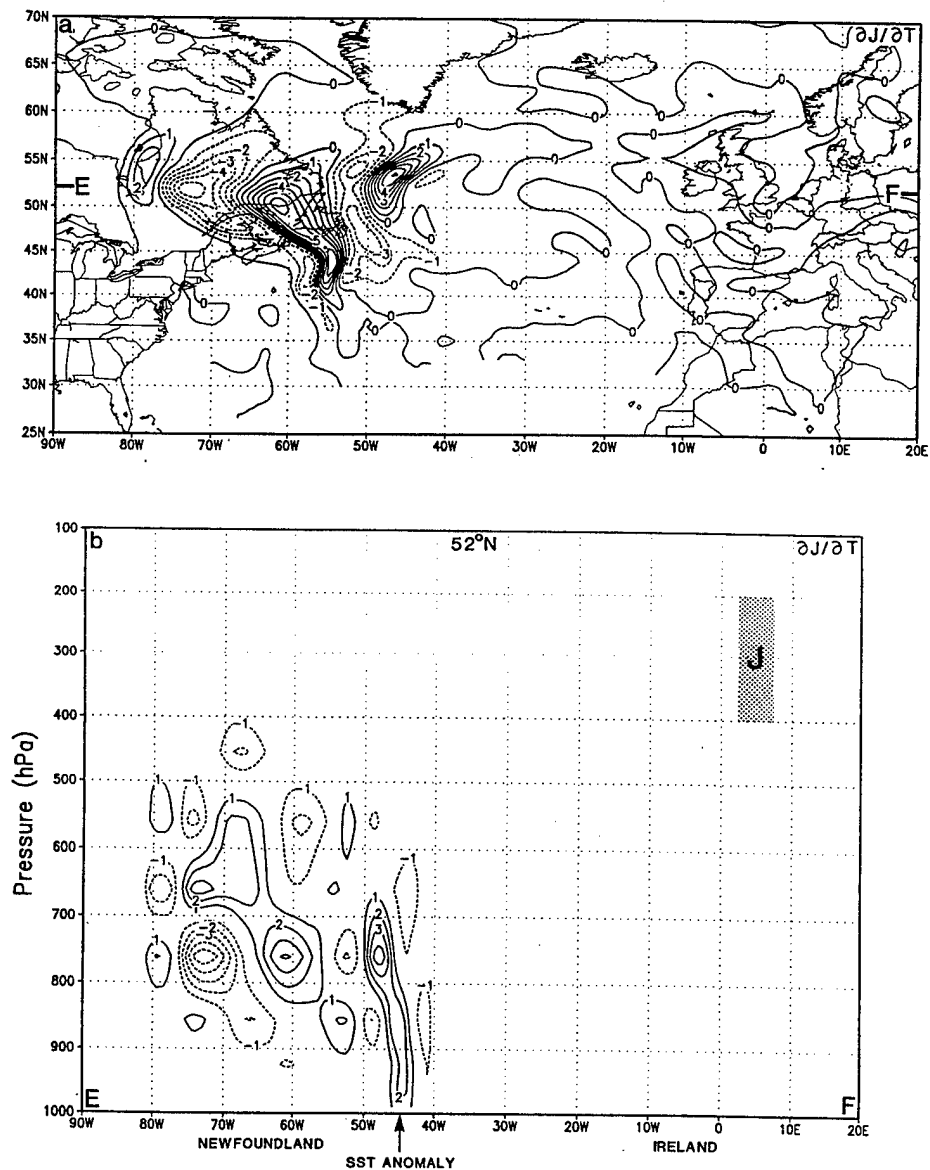 a
(∂J/∂T
70N
65N
60N
55N
50N
45N
40N
35N
30N
25N
E
F
90W 80W 70W 60W 50W 40W 30W 20W 10W 0 10E 20E
b
52°N
∂J/∂T
Pressure (hPa)
100
200
300
400
500
600
700
800
900
1000
J
E
F
90W 80W 70W 60W 50W 40W 30W 20W 10W 0 10E 20E
NEWFOUNDLAND
IRELAND
SST ANOMALY